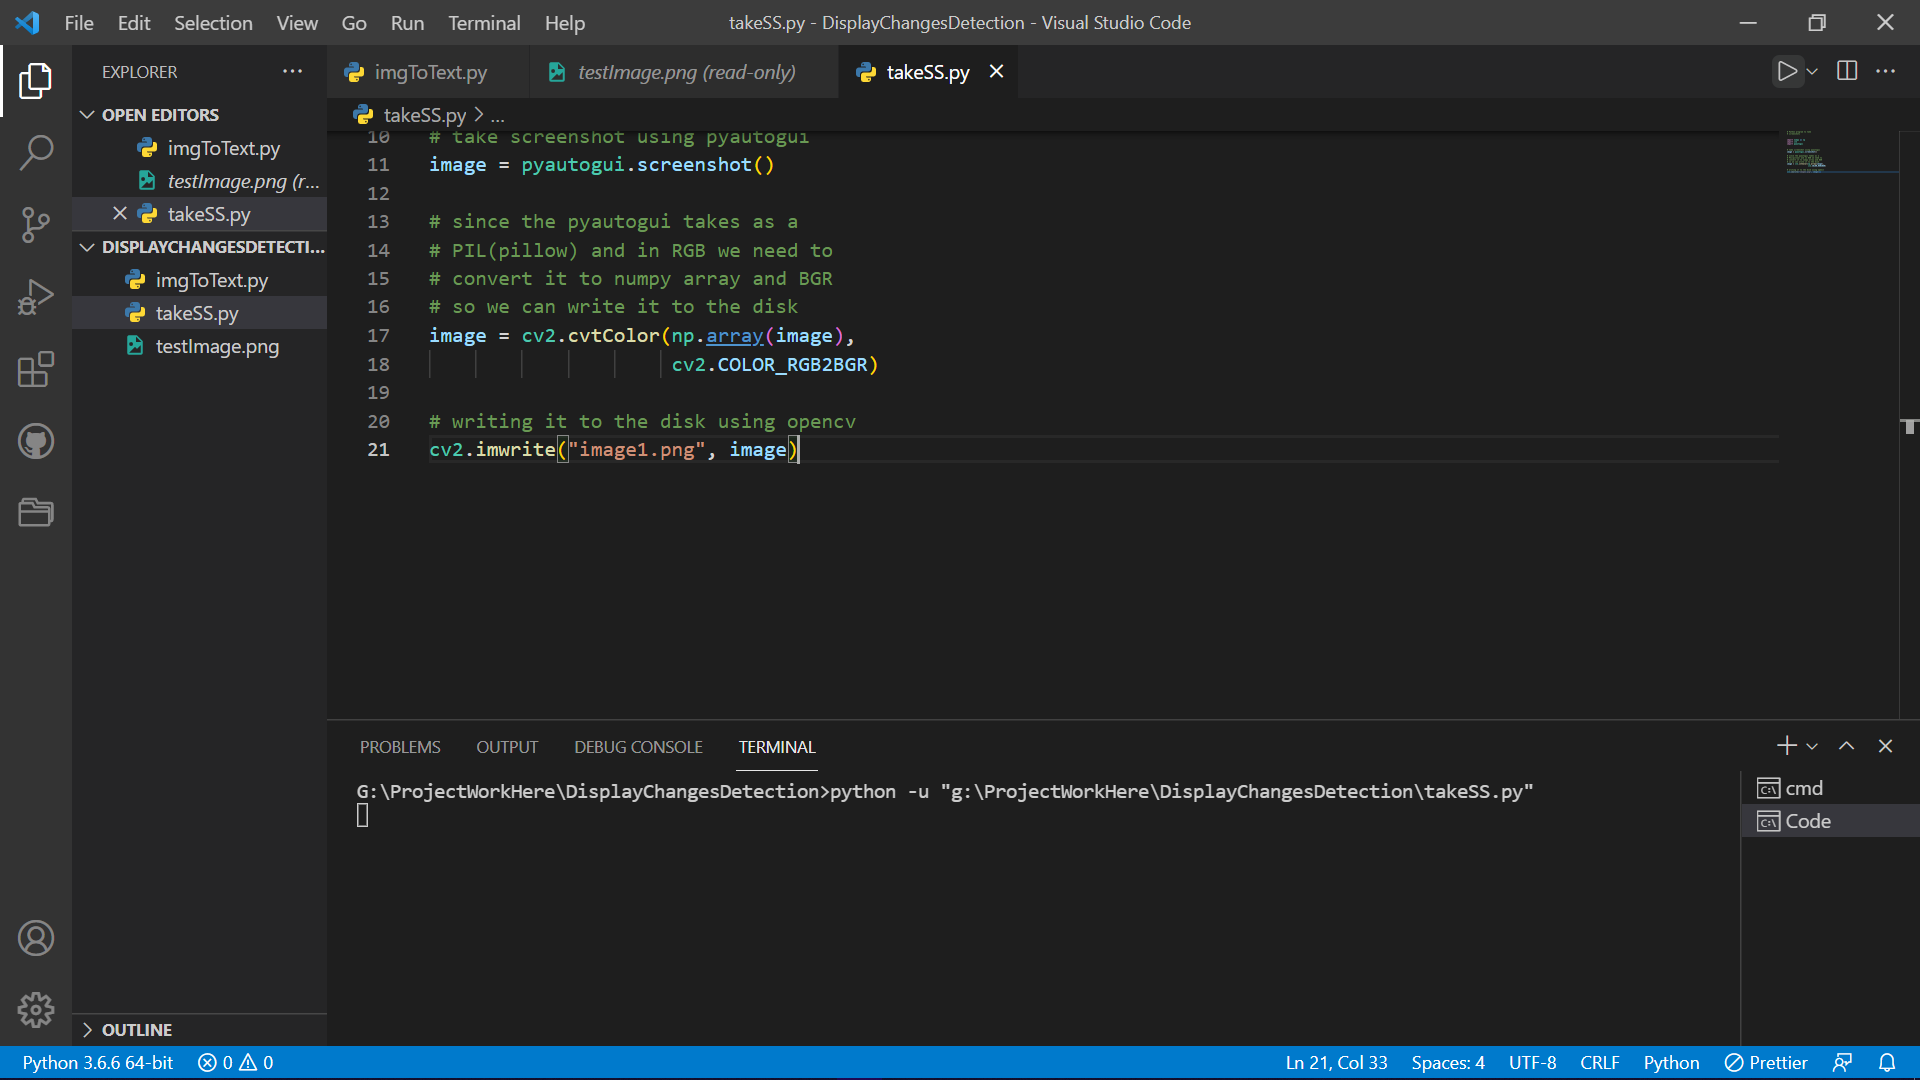 File Edit Selection View Go Run Terminal Help
takeSS.py - DisplayChangesDetection - Visual Studio Code
EXPLORER
OPEN EDITORS
imgToText.py
testImage.png (r...
takeSS.py
DISPLAYCHANGESDETECTI...
imgToText.py
takeSS.py
testImage.png
OUTLINE
imgToText.py
testImage.png (read-only)
takeSS.py
takeSS.py > ...
10 # take screenshot using pyautogui
11 image = pyautogui.screenshot()
12
13 # since the pyautogui takes as a
14 # PIL(pillow) and in RGB we need to
15 # convert it to numpy array and BGR
16 # so we can write it to the disk
17 image = cv2.cvtColor(np.array(image),
18 cv2.COLOR_RGB2BGR)
19
20 # writing it to the disk using opencv
21 cv2.imwrite("image1.png", image)
PROBLEMS OUTPUT DEBUG CONSOLE TERMINAL
G:\ProjectWorkHere\DisplayChangesDetection>python -u "g:\ProjectWorkHere\DisplayChangesDetection\takeSS.py"
cmd
Code
Python 3.6.6 64-bit 0 0 Ln 21, Col 33 Spaces: 4 UTF-8 CRLF Python Prettier